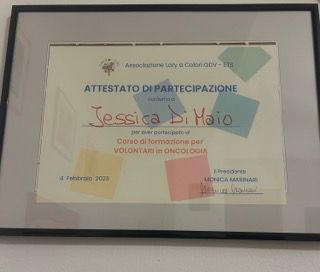 Associazione Lory a Colori ODV - ETS
ATTESTATO DI PARTECIPAZIONE
conferito a
Jessica Di Maio
per aver partecipato al
Corso di formazione per
VOLONTARI in ONCOLOGIA
4 Febbraio 2023
Il Presidente
MONICA MARINARI